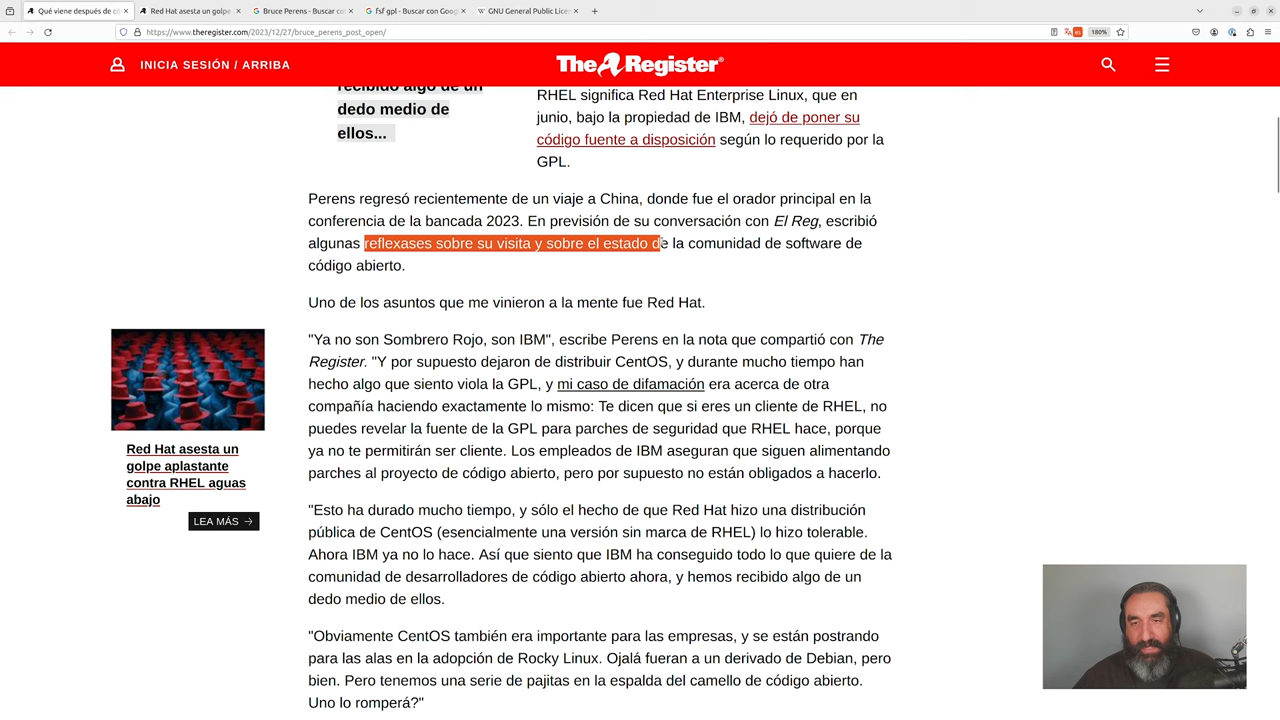 Qué viene después de có
Red Hat asesta un golpe
Bruce Perens - Buscar co
fsf gpl - Buscar con Goog
GNU General Public Licen
https://www.theregister.com/2023/12/27/bruce_perens_post_open/
180%
INICIA SESIÓN / ARRIBA
The Register®
recibido algo de un
dedo medio de
ellos...
RHEL significa Red Hat Enterprise Linux, que en
junio, bajo la propiedad de IBM, dejó de poner su
código fuente a disposición según lo requerido por la
GPL.
Perens regresó recientemente de un viaje a China, donde fue el orador principal en la
conferencia de la bancada 2023. En previsión de su conversación con El Reg, escribió
algunas reflexases sobre su visita y sobre el estado de la comunidad de software de
código abierto.
Uno de los asuntos que me vinieron a la mente fue Red Hat.
"Ya no son Sombrero Rojo, son IBM", escribe Perens en la nota que compartió con The
Register. "Y por supuesto dejaron de distribuir CentOS, y durante mucho tiempo han
hecho algo que siento viola la GPL, y mi caso de difamación era acerca de otra
compañía haciendo exactamente lo mismo: Te dicen que si eres un cliente de RHEL, no
puedes revelar la fuente de la GPL para parches de seguridad que RHEL hace, porque
ya no te permitirán ser cliente. Los empleados de IBM aseguran que siguen alimentando
parches al proyecto de código abierto, pero por supuesto no están obligados a hacerlo.
Red Hat asesta un
golpe aplastante
contra RHEL aguas
abajo
LEA MÁS →
"Esto ha durado mucho tiempo, y sólo el hecho de que Red Hat hizo una distribución
pública de CentOS (esencialmente una versión sin marca de RHEL) lo hizo tolerable.
Ahora IBM ya no lo hace. Así que siento que IBM ha conseguido todo lo que quiere de la
comunidad de desarrolladores de código abierto ahora, y hemos recibido algo de un
dedo medio de ellos.
"Obviamente CentOS también era importante para las empresas, y se están postrando
para las alas en la adopción de Rocky Linux. Ojalá fueran a un derivado de Debian, pero
bien. Pero tenemos una serie de pajitas en la espalda del camello de código abierto.
Uno lo romperá?"